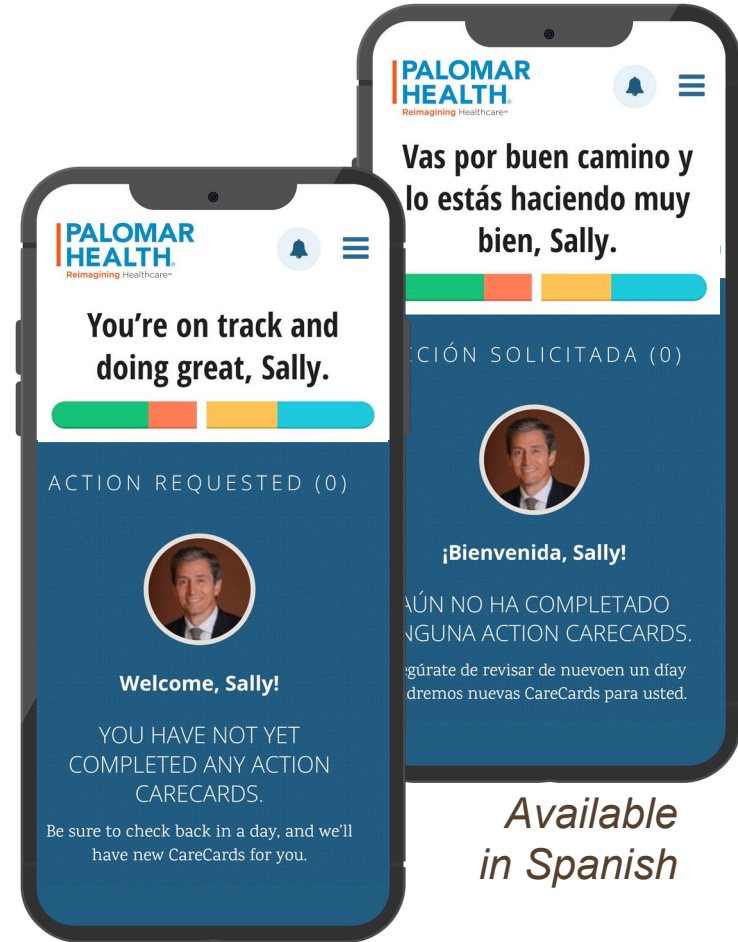 PALOMAR
HEALTH®
Reimagining Healthcare℠
You're on track and
doing great, Sally.
ACTION REQUESTED (0)
Welcome, Sally!
YOU HAVE NOT YET
COMPLETED ANY ACTION
CARECARDS.
Be sure to check back in a day, and we'll
have new CareCards for you.
PALOMAR
HEALTH®
Reimagining Healthcare℠
Vas por buen camino y
lo estás haciendo muy
bien, Sally.
CIÓN SOLICITADA (0)
¡Bienvenida, Sally!
AÚN NO HA COMPLETADO
NGUNA ACTION CARECARDS.
egúrate de revisar de nuevoen un díay
dremos nuevas CareCards para usted.
Available
in Spanish